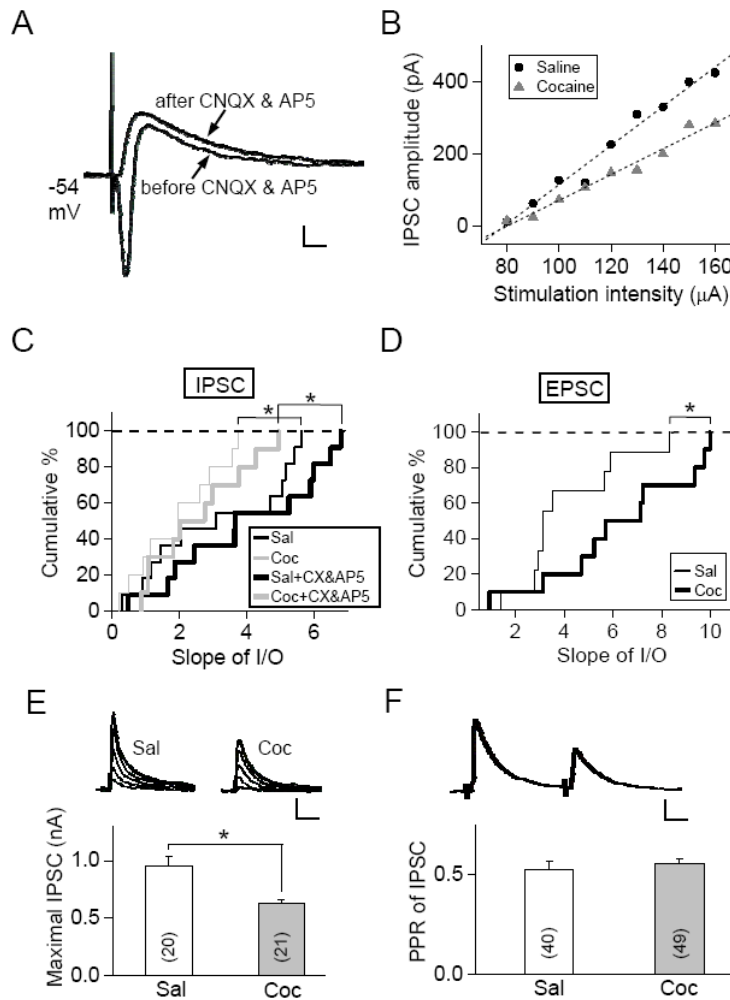 A
after CNQX & AP5
before CNQX & AP5
-54
mV
B
IPSC amplitude (pA)
400
200
0
Saline
Cocaine
80
100
120
140
160
Stimulation intensity (μA)
C
IPSC
*
*
Cumulative %
100
80
60
40
20
0
Sal
Coc
Sal+CX&AP5
Coc+CX&AP5
0
2
4
6
Slope of I/O
D
EPSC
*
Cumulative %
100
80
60
40
20
0
Sal
Coc
2
4
6
8
10
Slope of I/O
E
Sal
Coc
*
Maximal IPSC (nA)
1.0
0.5
0.0
(20)
(21)
Sal
Coc
F
PPR of IPSC
0.5
0.0
(40)
(49)
Sal
Coc